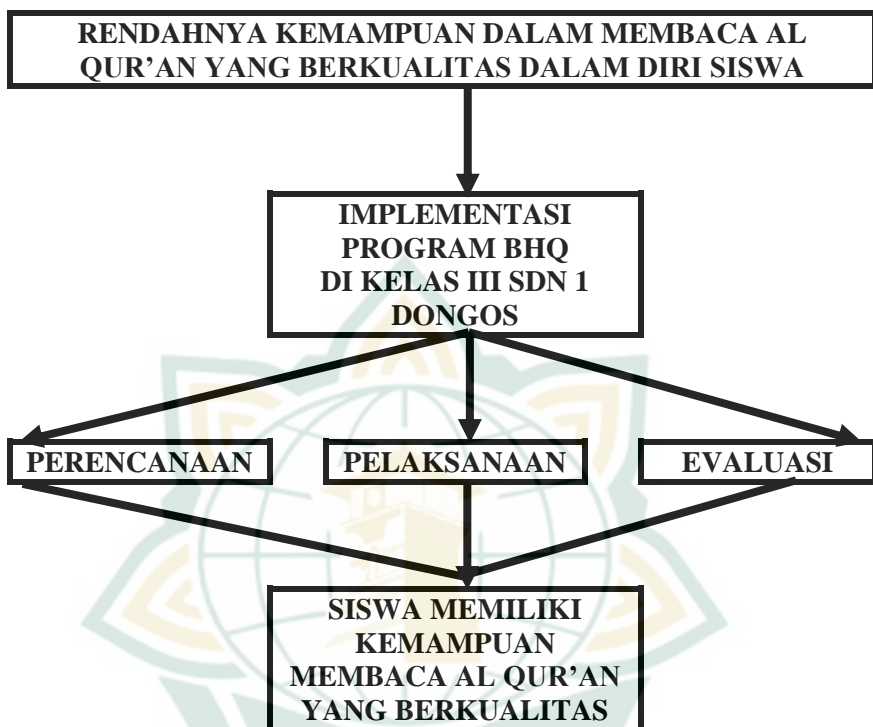 RENDAHNYA KEMAMPUAN DALAM MEMBACA AL
QUR’AN YANG BERKUALITAS DALAM DIRI SISWA
IMPLEMENTASI
PROGRAM BHQ
DI KELAS III SDN 1
DONGOS
PERENCANAAN
PELAKSANAAN
EVALUASI
SISWA MEMILIKI
KEMAMPUAN
MEMBACA AL QUR’AN
YANG BERKUALITAS